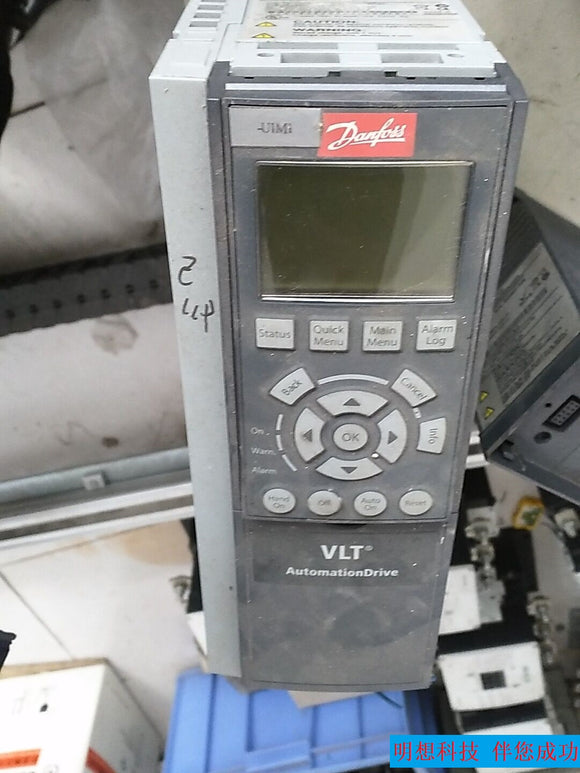 CAUTION:
WARNING:
-U1M1
Danfoss
Status
Quick Menu
Main Menu
Alarm Log
Back
Cancel
Info
OK
On
Warn.
Alarm
Hand On
Off
Auto On
Reset
VLT®
AutomationDrive
明想科技 伴您成功